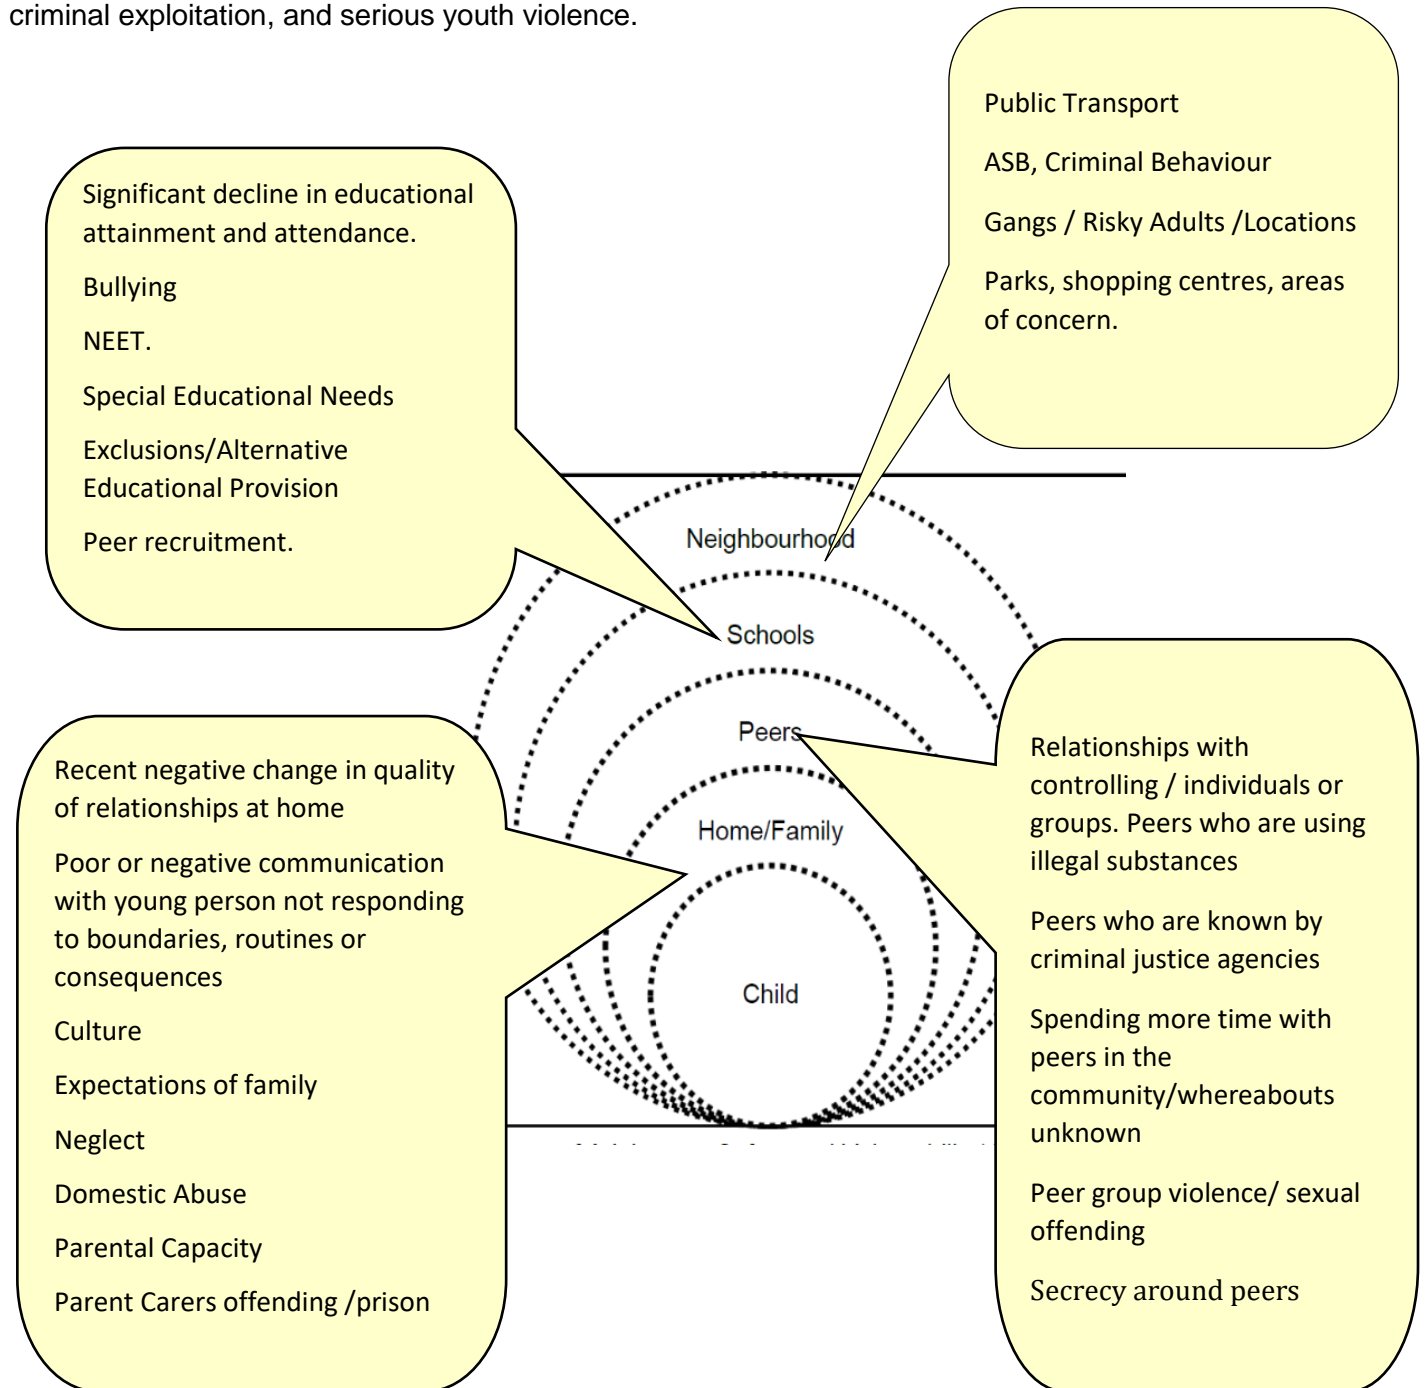 criminal exploitation, and serious youth violence.
Public Transport
ASB, Criminal Behaviour
Gangs / Risky Adults /Locations
Parks, shopping centres, areas
of concern.
Significant decline in educational
attainment and attendance.
Bullying
NEET.
Special Educational Needs
Exclusions/Alternative
Educational Provision
Peer recruitment.
Neighbourhood
Schools
Peers
Home/Family
Child
Recent negative change in quality
of relationships at home
Poor or negative communication
with young person not responding
to boundaries, routines or
consequences
Culture
Expectations of family
Neglect
Domestic Abuse
Parental Capacity
Parent Carers offending /prison
Relationships with
controlling / individuals or
groups. Peers who are using
illegal substances
Peers who are known by
criminal justice agencies
Spending more time with
peers in the
community/whereabouts
unknown
Peer group violence/ sexual
offending
Secrecy around peers